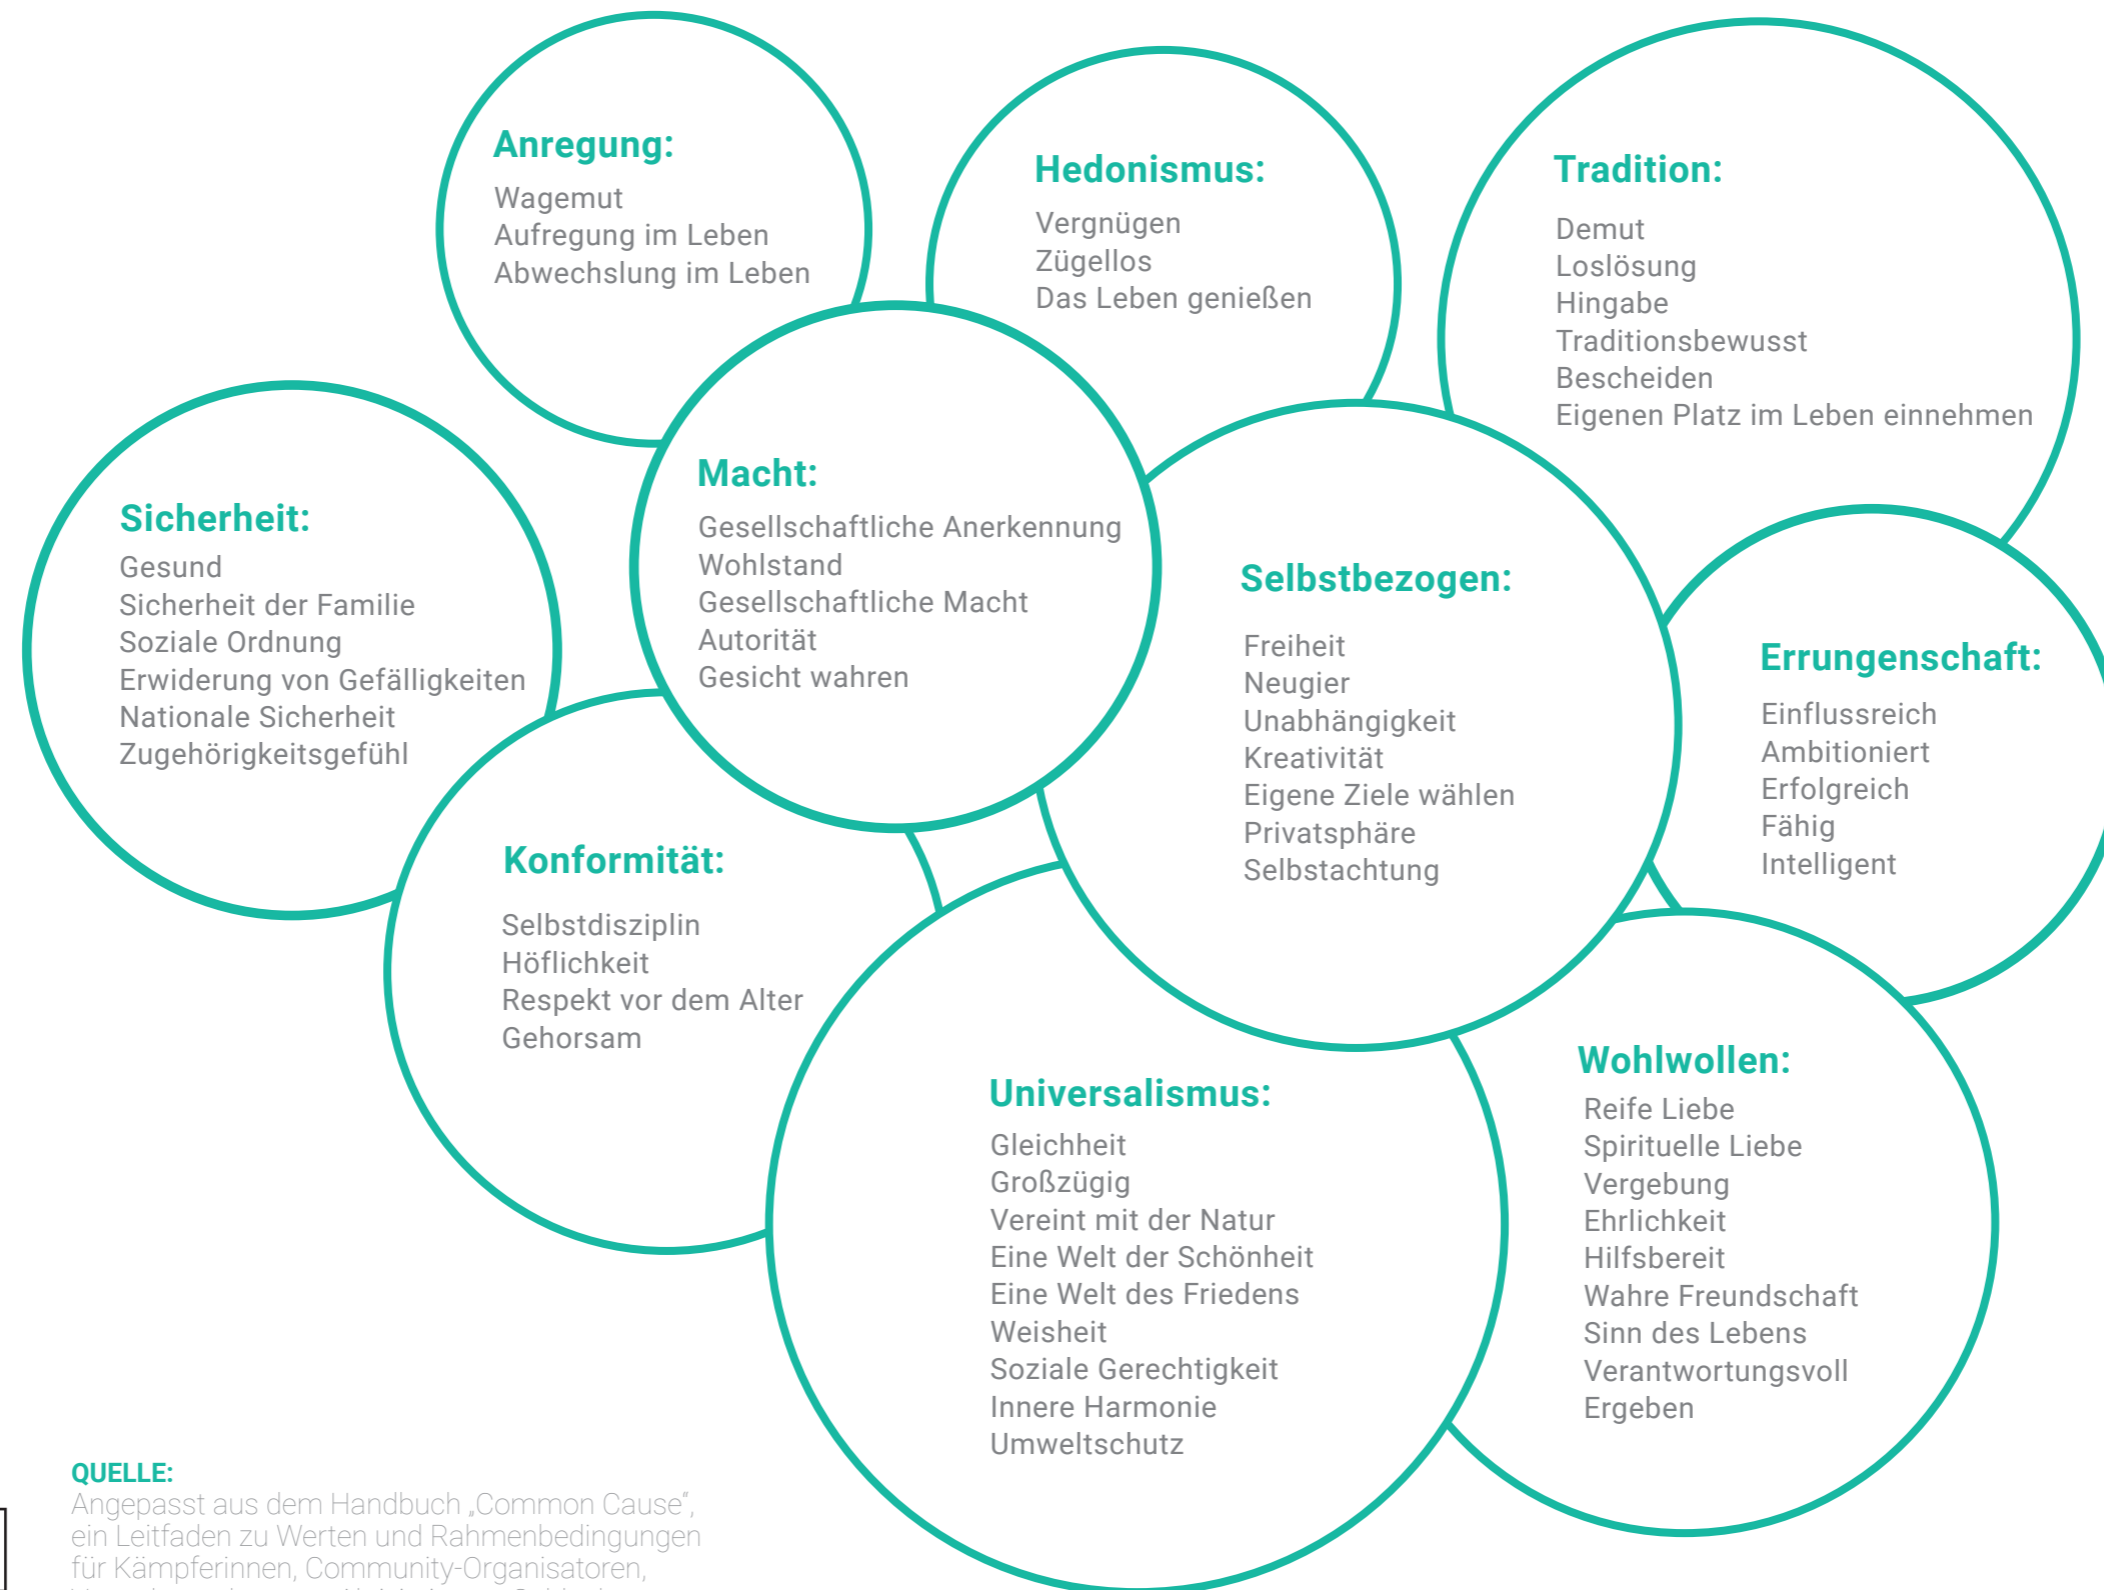 Anregung:
Wagemut
Aufregung im Leben
Abwechslung im Leben
Hedonismus:
Vergnügen
Zügellos
Das Leben genießen
Tradition:
Demut
Loslösung
Hingabe
Traditionsbewusst
Bescheiden
Eigenen Platz im Leben einnehmen
Sicherheit:
Gesund
Sicherheit der Familie
Soziale Ordnung
Erwiderung von Gefälligkeiten
Nationale Sicherheit
Zugehörigkeitsgefühl
Macht:
Gesellschaftliche Anerkennung
Wohlstand
Gesellschaftliche Macht
Autorität
Gesicht wahren
Selbstbezogen:
Freiheit
Neugier
Unabhängigkeit
Kreativität
Eigene Ziele wählen
Privatsphäre
Selbstachtung
Errungenschaft:
Einflussreich
Ambitioniert
Erfolgreich
Fähig
Intelligent
Konformität:
Selbstdisziplin
Höflichkeit
Respekt vor dem Alter
Gehorsam
Universalismus:
Gleichheit
Großzügig
Vereint mit der Natur
Eine Welt der Schönheit
Eine Welt des Friedens
Weisheit
Soziale Gerechtigkeit
Innere Harmonie
Umweltschutz
Wohlwollen:
Reife Liebe
Spirituelle Liebe
Vergebung
Ehrlichkeit
Hilfsbereit
Wahre Freundschaft
Sinn des Lebens
Verantwortungsvoll
Ergeben
QUELLE:
Angepasst aus dem Handbuch „Common Cause“,
ein Leitfaden zu Werten und Rahmenbedingungen
für Kämpferinnen, Community-Organisatoren,